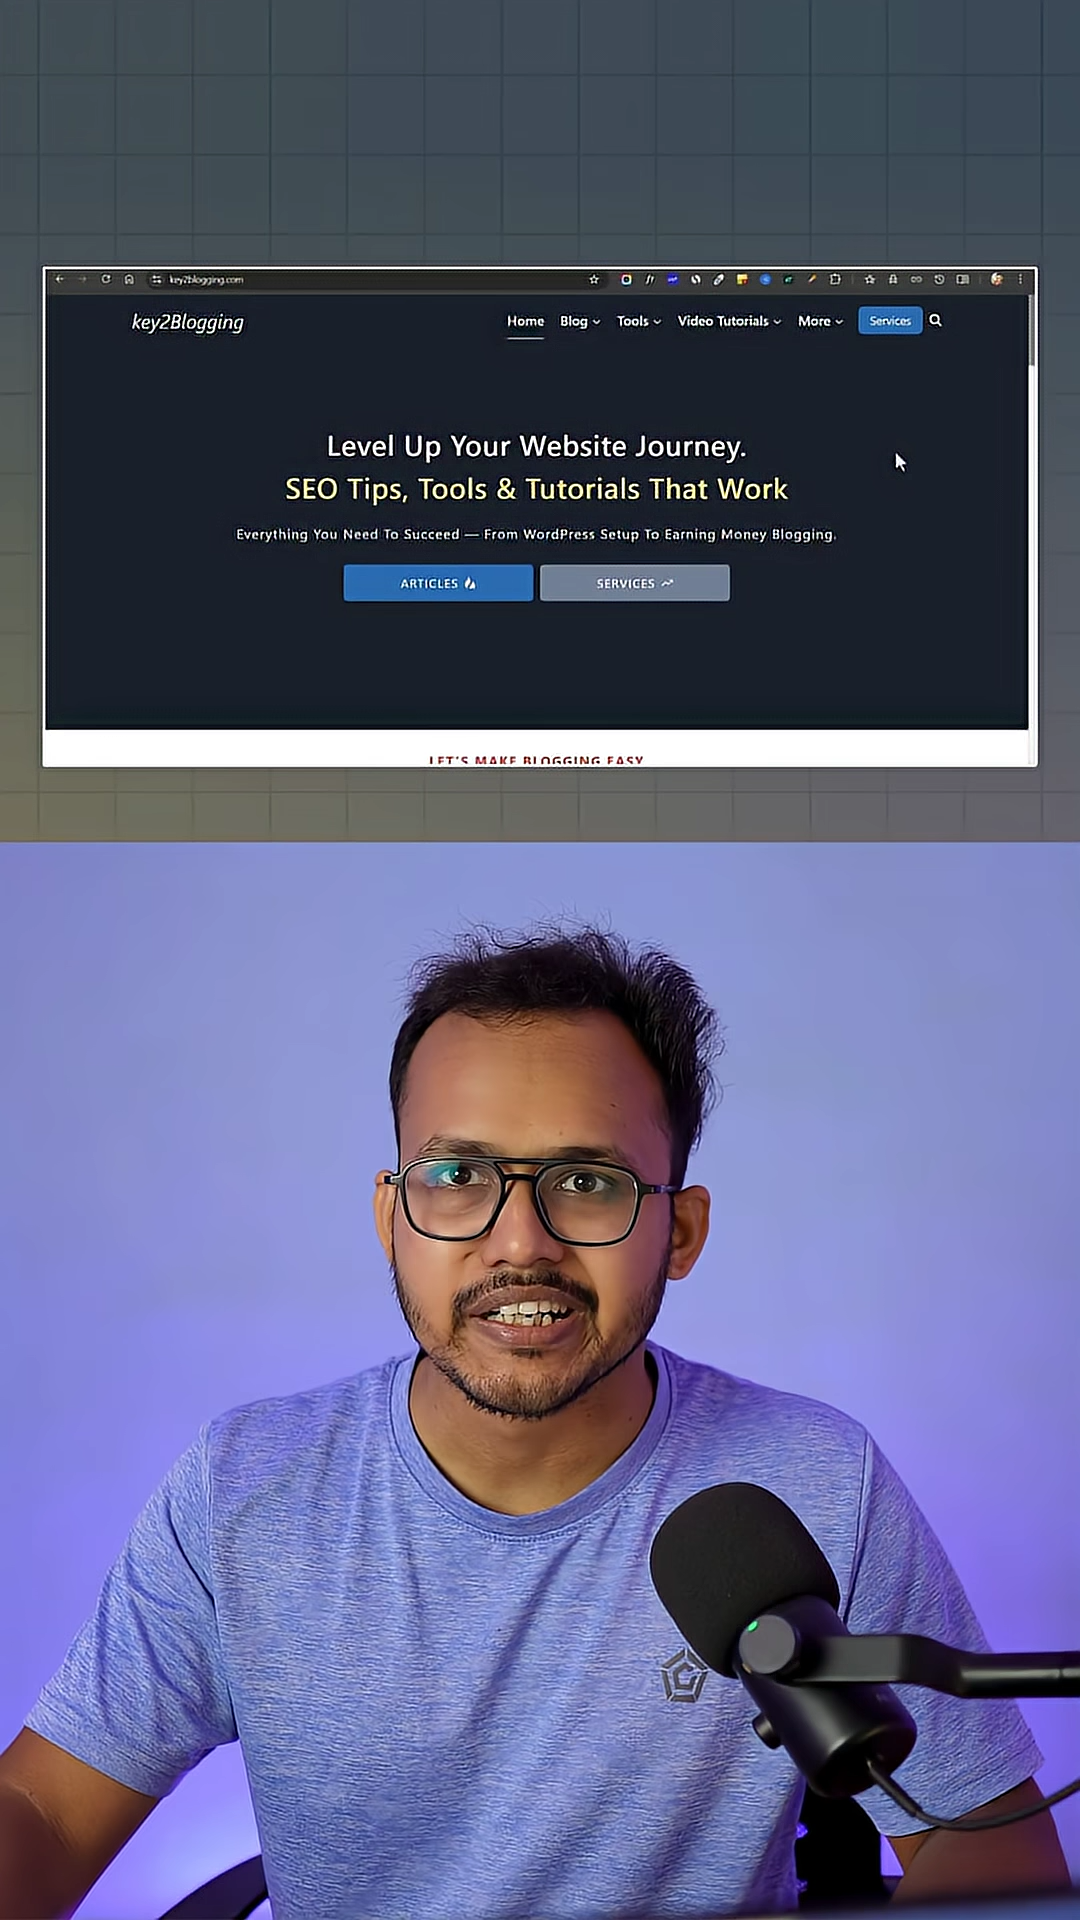 key2blogging.com
key2Blogging
Home Blog Tools Video Tutorials More Services
Level Up Your Website Journey.
SEO Tips, Tools & Tutorials That Work
Everything You Need To Succeed — From WordPress Setup To Earning Money Blogging.
ARTICLES SERVICES
LET'S MAKE BLOGGING EASY